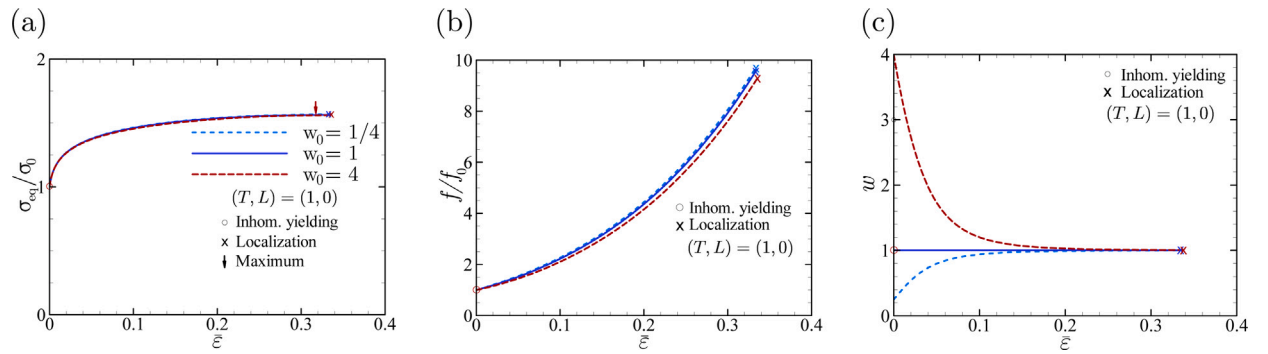 (a)
2
1
0
σeq/σ0
w0= 1/4
w0= 1
w0= 4
(T, L) = (1, 0)
Inhom. yielding
Localization
Maximum
0 0.1 0.2 0.3 0.4
ε̄
(b)
10
8
6
4
2
0
f/f0
Inhom. yielding
Localization
(T, L) = (1, 0)
0 0.1 0.2 0.3 0.4
ε̄
(c)
4
3
2
1
0
w
Inhom. yielding
Localization
(T, L) = (1, 0)
0 0.1 0.2 0.3 0.4
ε̄